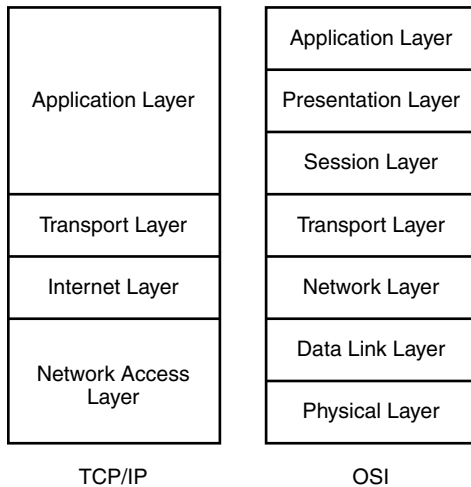 Application Layer
Transport Layer
Internet Layer
Network Access
Layer
TCP/IP
Application Layer
Presentation Layer
Session Layer
Transport Layer
Network Layer
Data Link Layer
Physical Layer
OSI